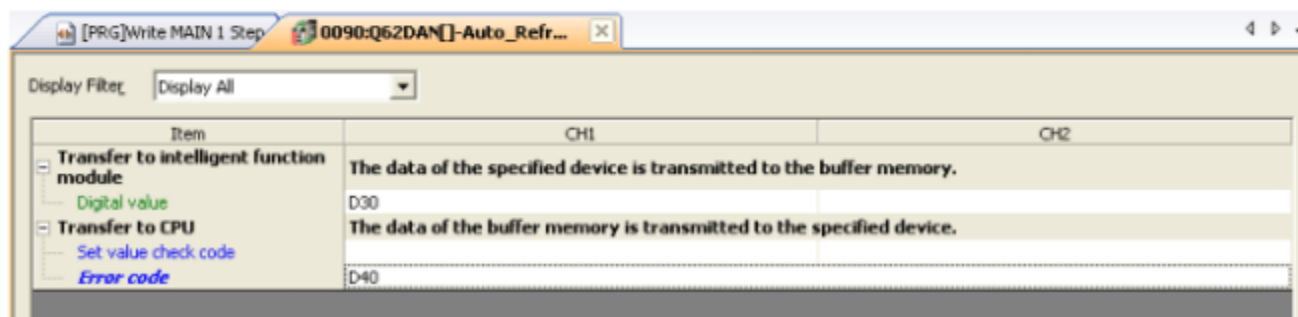 [PRG]Write MAIN 1 Step
0090:Q62DAN[]-Auto_Refr...
Display Filter
Display All
Item CH1 CH2
Transfer to intelligent function module The data of the specified device is transmitted to the buffer memory.
Digital value D30
Transfer to CPU The data of the buffer memory is transmitted to the specified device.
Set value check code
Error code D40